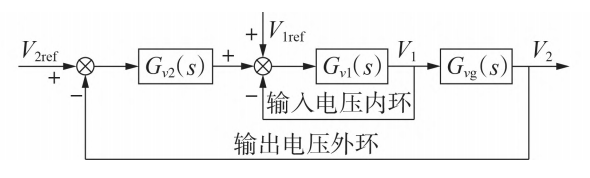 V1ref
V2ref
Gv2(s)
Gv1(s)
V1
Gvg(s)
V2
+
+
+
−
−
输入电压内环
输出电压外环